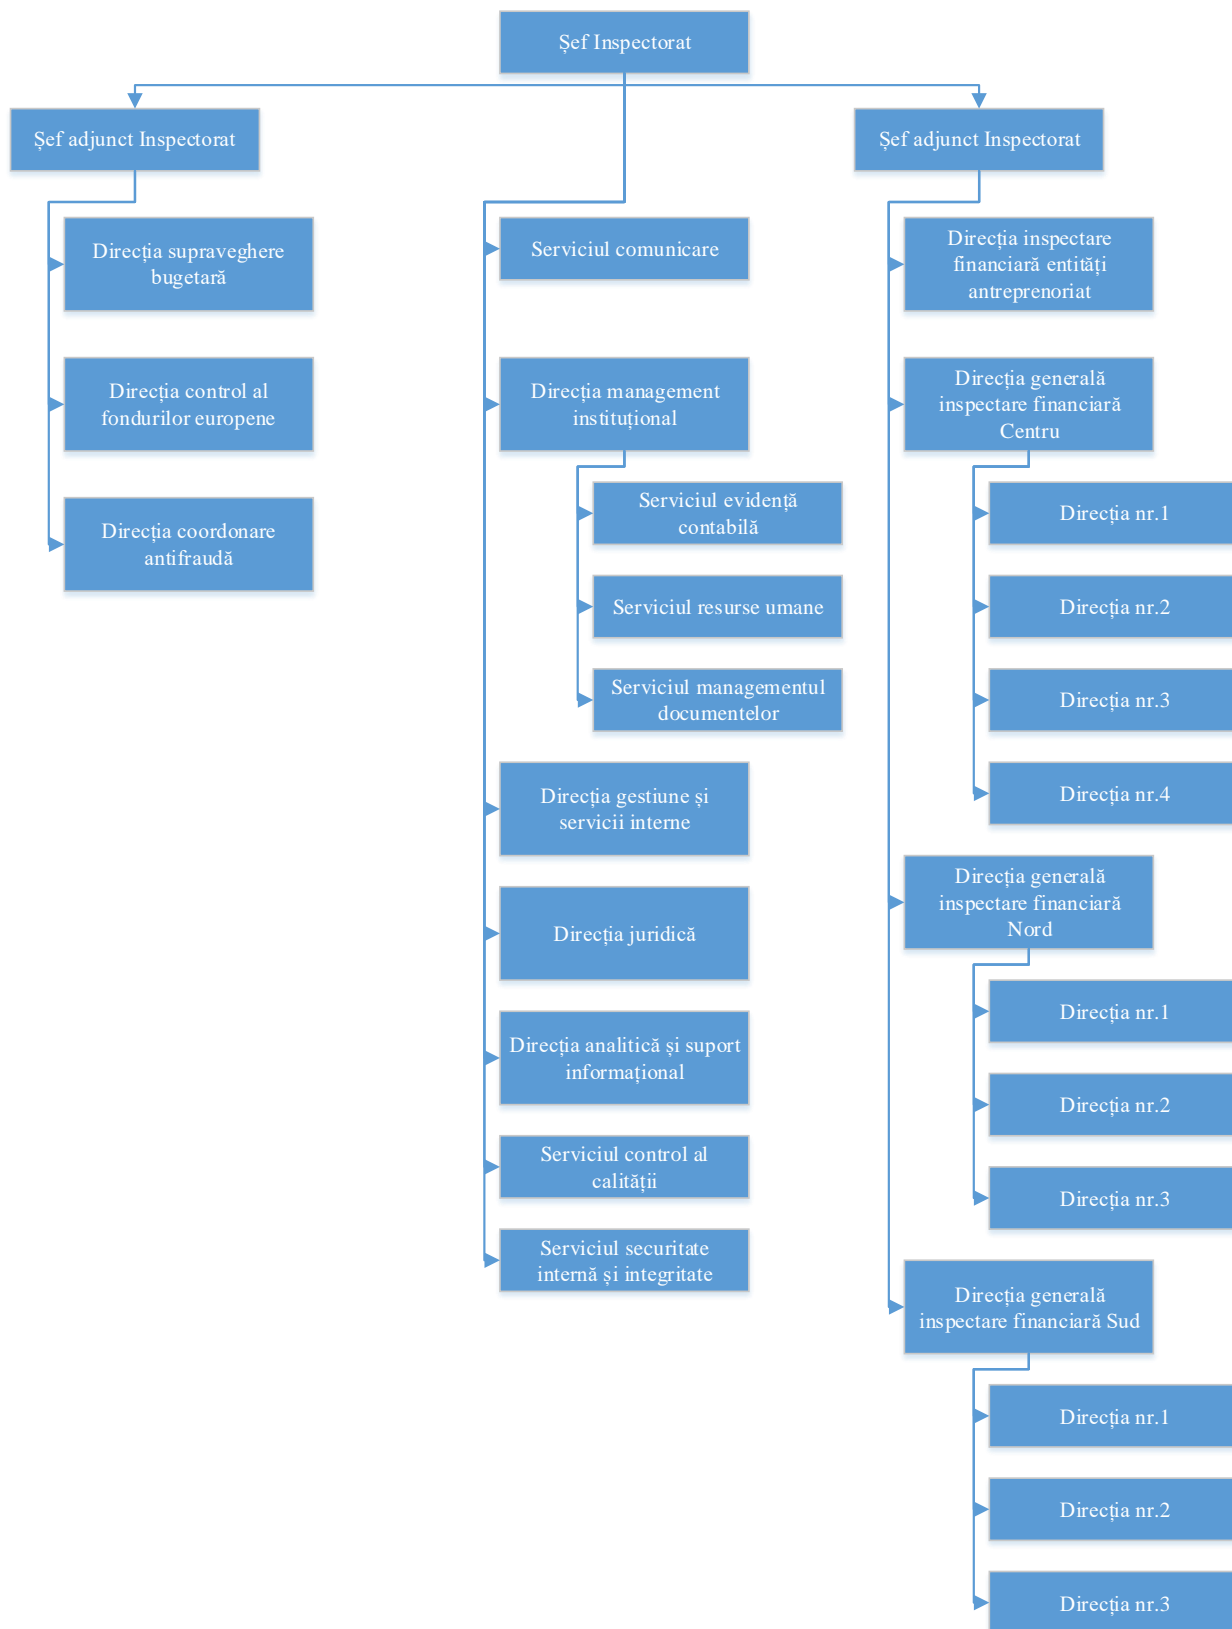 Șef Inspectorat
Șef adjunct Inspectorat
Direcția supraveghere
bugetară
Direcția control al
fondurilor europene
Direcția coordonare
antifraudă
Serviciul comunicare
Direcția management
instituțional
Serviciul evidență
contabilă
Serviciul resurse umane
Serviciul managementul
documentelor
Direcția gestiune și
servicii interne
Direcția juridică
Direcția analitică și suport
informațional
Serviciul control al
calității
Serviciul securitate
internă și integritate
Șef adjunct Inspectorat
Direcția inspectare
financiară entități
antreprenoriat
Direcția generală
inspectare financiară
Centru
Direcția nr.1
Direcția nr.2
Direcția nr.3
Direcția nr.4
Direcția generală
inspectare financiară
Nord
Direcția nr.1
Direcția nr.2
Direcția nr.3
Direcția generală
inspectare financiară Sud
Direcția nr.1
Direcția nr.2
Direcția nr.3